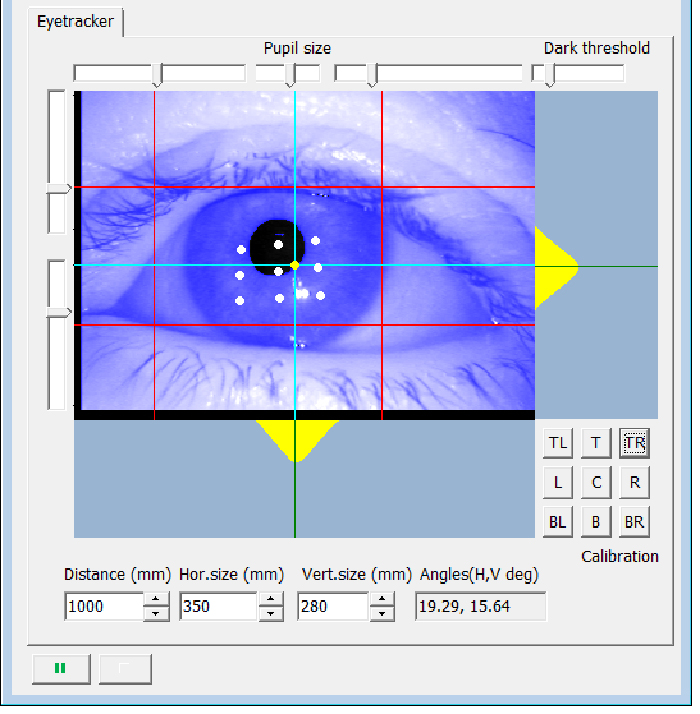 Eyetracker
Pupil size Dark threshold
TL T TR
L C R
BL B BR
Calibration
Distance (mm) Hor.size (mm) Vert.size (mm) Angles(H,V deg)
1000 350 280 19.29, 15.64